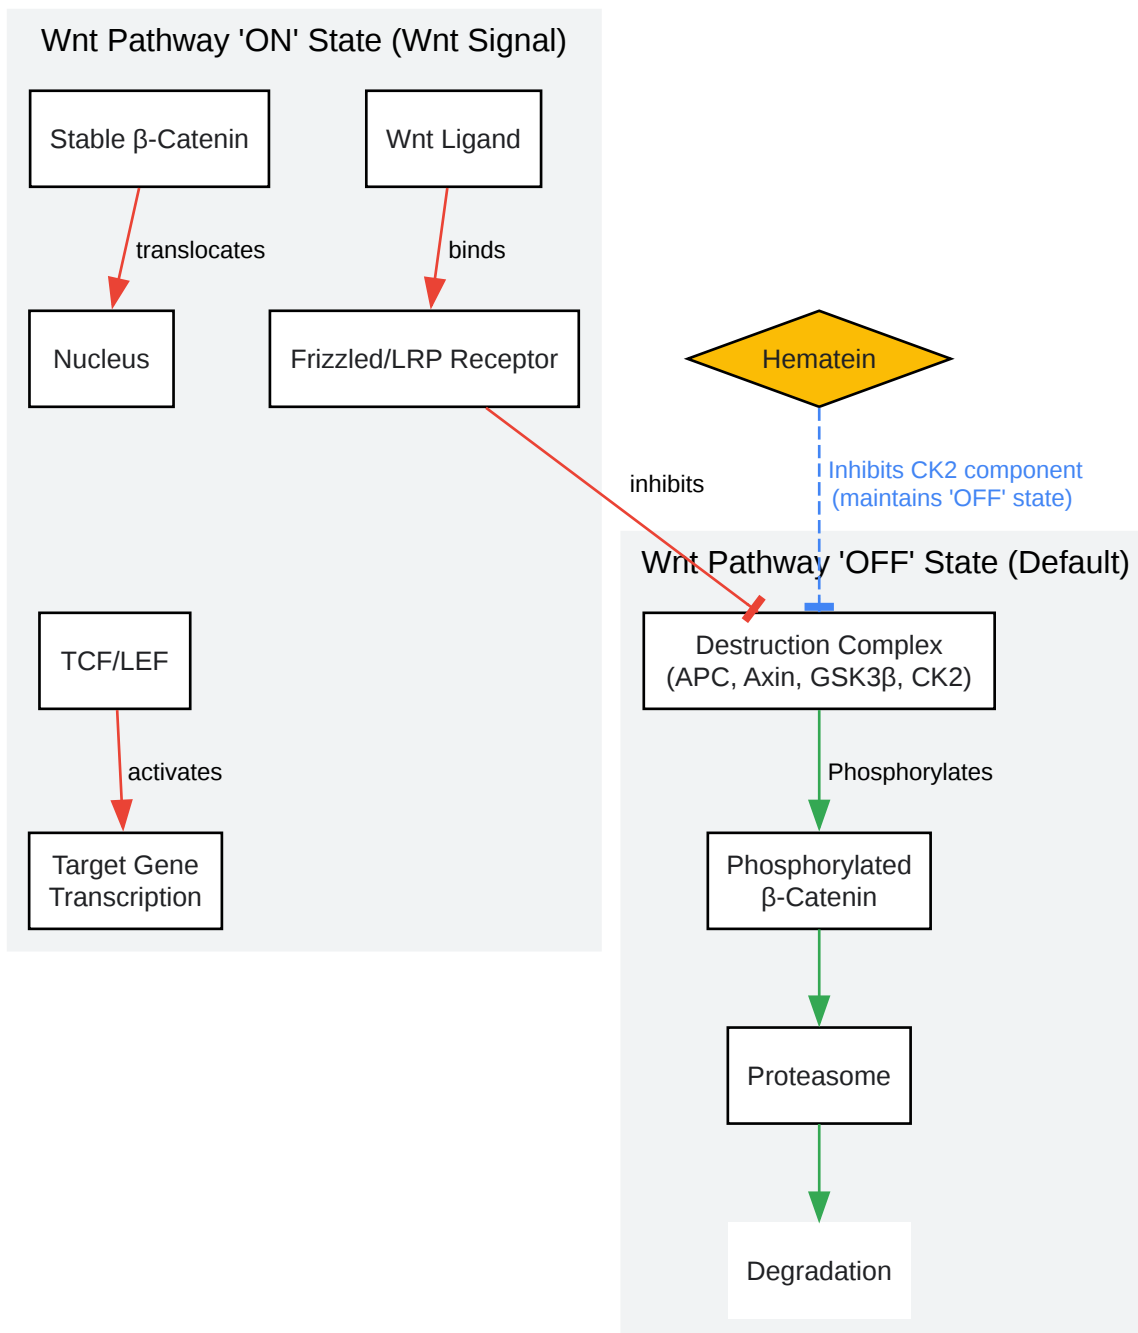 Wnt Pathway 'ON' State (Wnt Signal)
Stable β-Catenin
Wnt Ligand
translocates
binds
Nucleus
Frizzled/LRP Receptor
Hematein
inhibits
Inhibits CK2 component
(maintains 'OFF' state)
Wnt Pathway 'OFF' State (Default)
TCF/LEF
Destruction Complex
(APC, Axin, GSK3β, CK2)
activates
Phosphorylates
Target Gene
Transcription
Phosphorylated
β-Catenin
Proteasome
Degradation